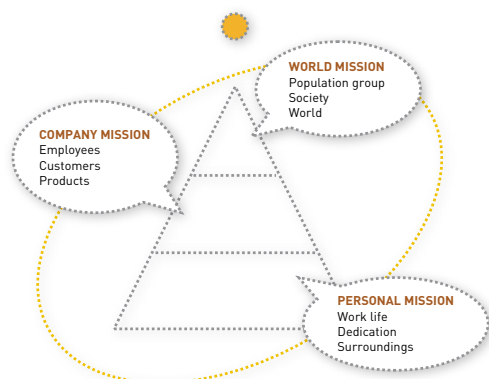 WORLD MISSION
Population group
Society
World
COMPANY MISSION
Employees
Customers
Products
PERSONAL MISSION
Work life
Dedication
Surroundings